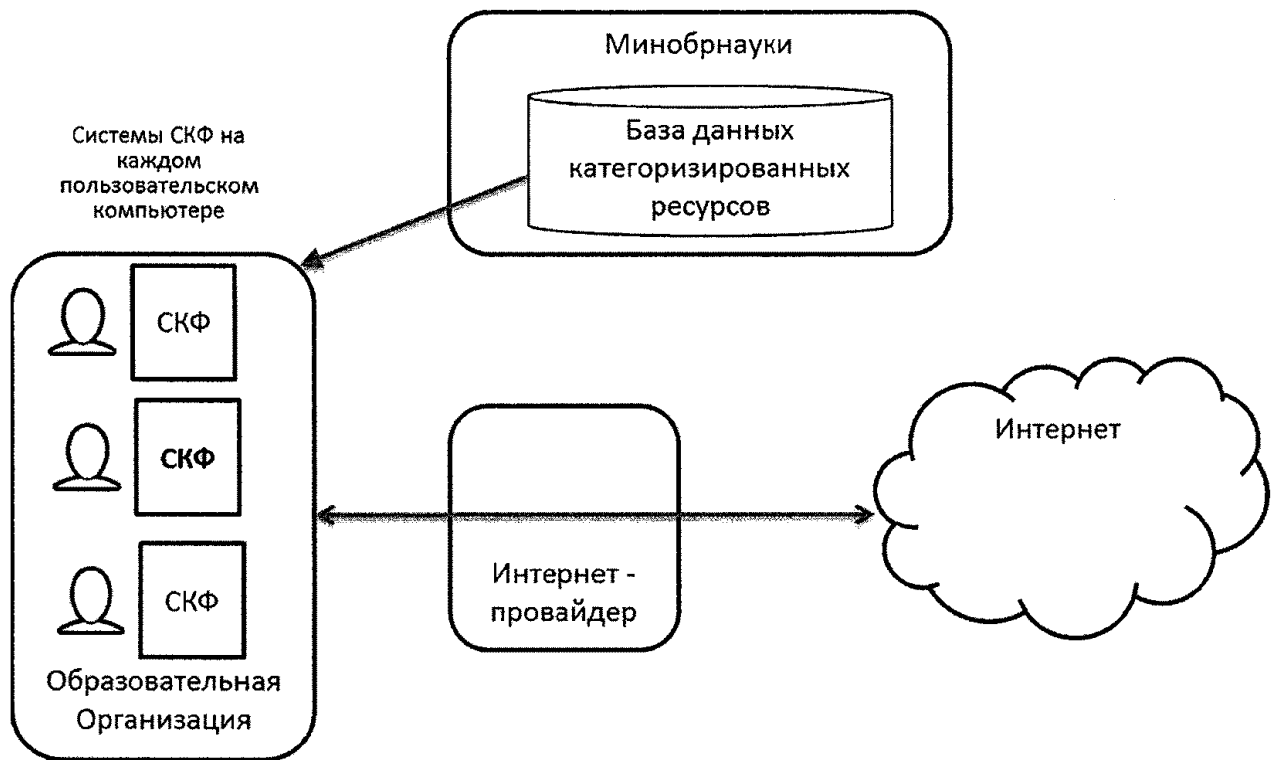 Минобрнауки
База данных
категоризированных
ресурсов
Системы СКФ на
каждом
пользовательском
компьютере
СКФ
СКФ
СКФ
Образовательная
Организация
Интернет -
провайдер
Интернет